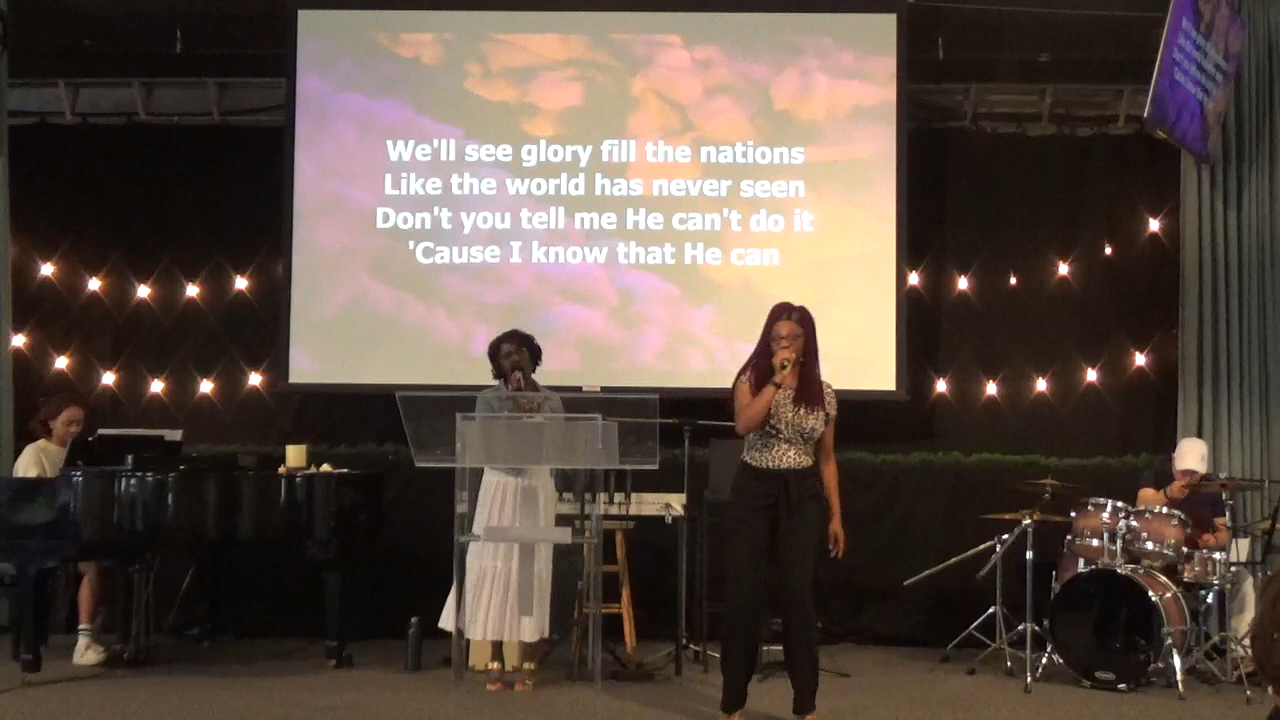 We'll see glory fill the nations
Like the world has never seen
Don't you tell me He can't do it
'Cause I know that He can